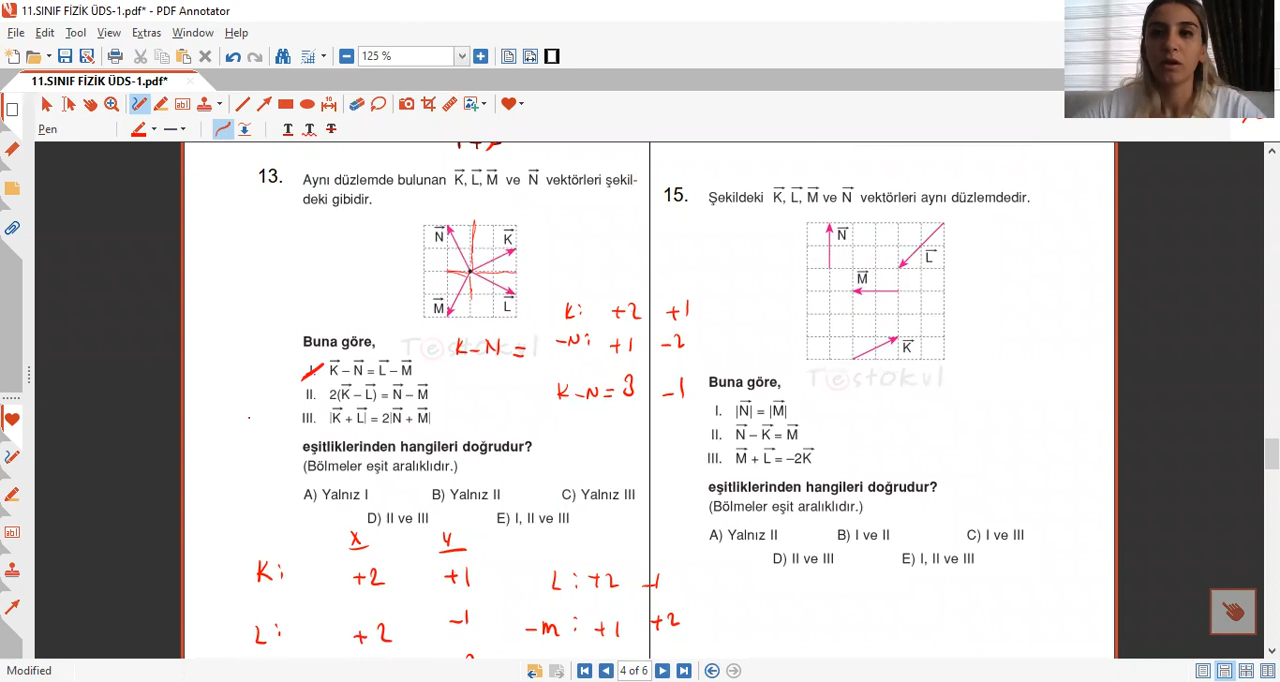 11.SINIF FİZİK ÜDS-1.pdf* - PDF Annotator
File Edit Tool View Extras Window Help
125 %
11.SINIF FİZİK ÜDS-1.pdf*
Pen
13. Aynı düzlemde bulunan K, L, M ve N vektörleri şekil-
deki gibidir.
N
K
M
L
Buna göre,
I. K – N = L – M
II. 2(K – L) = N – M
III. |K + L| = 2|N + M|
eşitliklerinden hangileri doğrudur?
(Bölmeler eşit aralıklıdır.)
A) Yalnız I B) Yalnız II C) Yalnız III
D) II ve III E) I, II ve III
K: +2 +1
K-N = -N: +1 -2
K-N = 3 -1
x y
K: +2 +1
L: +2 -1
L: +2 -1
-M: +1 +2
Testokul
15. Şekildeki K, L, M ve N vektörleri aynı düzlemdedir.
N
L
M
K
Testokul
Buna göre,
I. |N| = |M|
II. N – K = M
III. M + L = –2K
eşitliklerinden hangileri doğrudur?
(Bölmeler eşit aralıklıdır.)
A) Yalnız II B) I ve II C) I ve III
D) II ve III E) I, II ve III
Modified
4 of 6